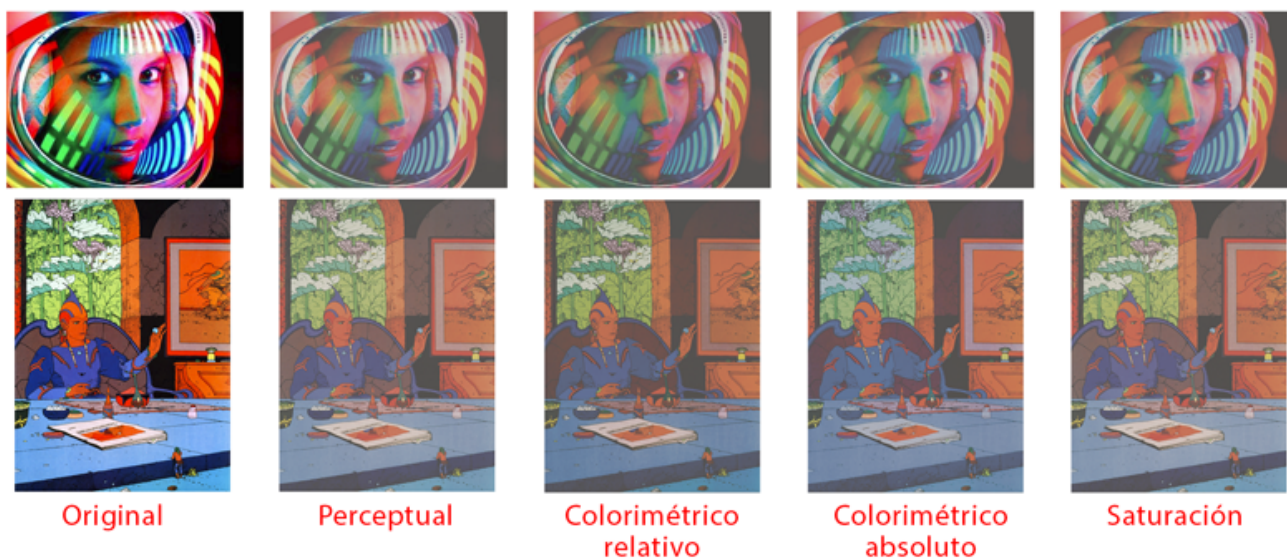 Original
Perceptual
Colorimétrico
relativo
Colorimétrico
absoluto
Saturación